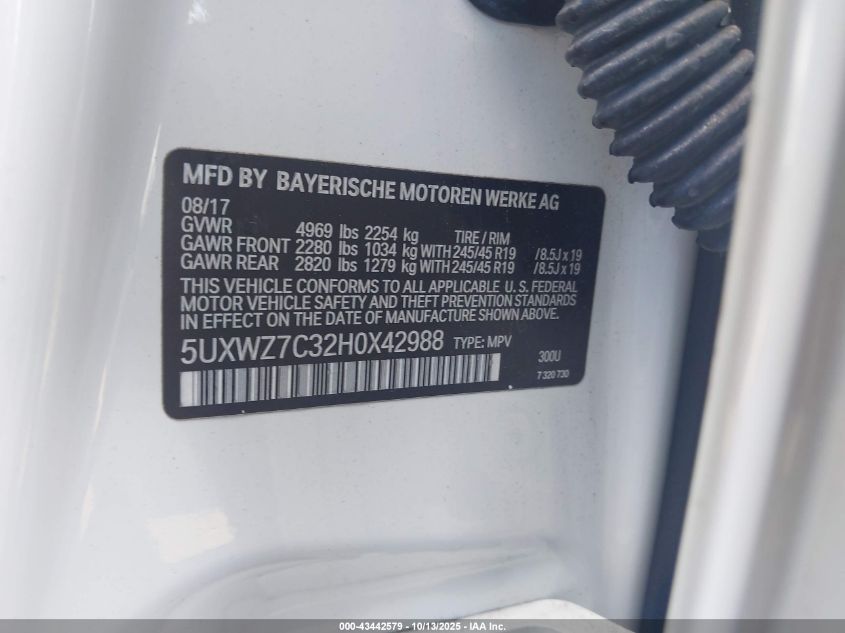 MFD BY BAYERISCHE MOTOREN WERKE AG
08/17
GVWR 4969 lbs 2254 kg TIRE / RIM
GAWR FRONT 2280 lbs 1034 kg WITH 245/45 R19 / 8.5J x 19
GAWR REAR 2820 lbs 1279 kg WITH 245/45 R19 / 8.5J x 19
THIS VEHICLE CONFORMS TO ALL APPLICABLE U. S. FEDERAL
MOTOR VEHICLE SAFETY AND THEFT PREVENTION STANDARDS
IN EFFECT ON THE DATE OF MANUFACTURE SHOWN ABOVE.
5UXWZ7C32H0X42988 TYPE: MPV 300U
7 320 730
000-43442579 - 10/13/2025 - IAA Inc.